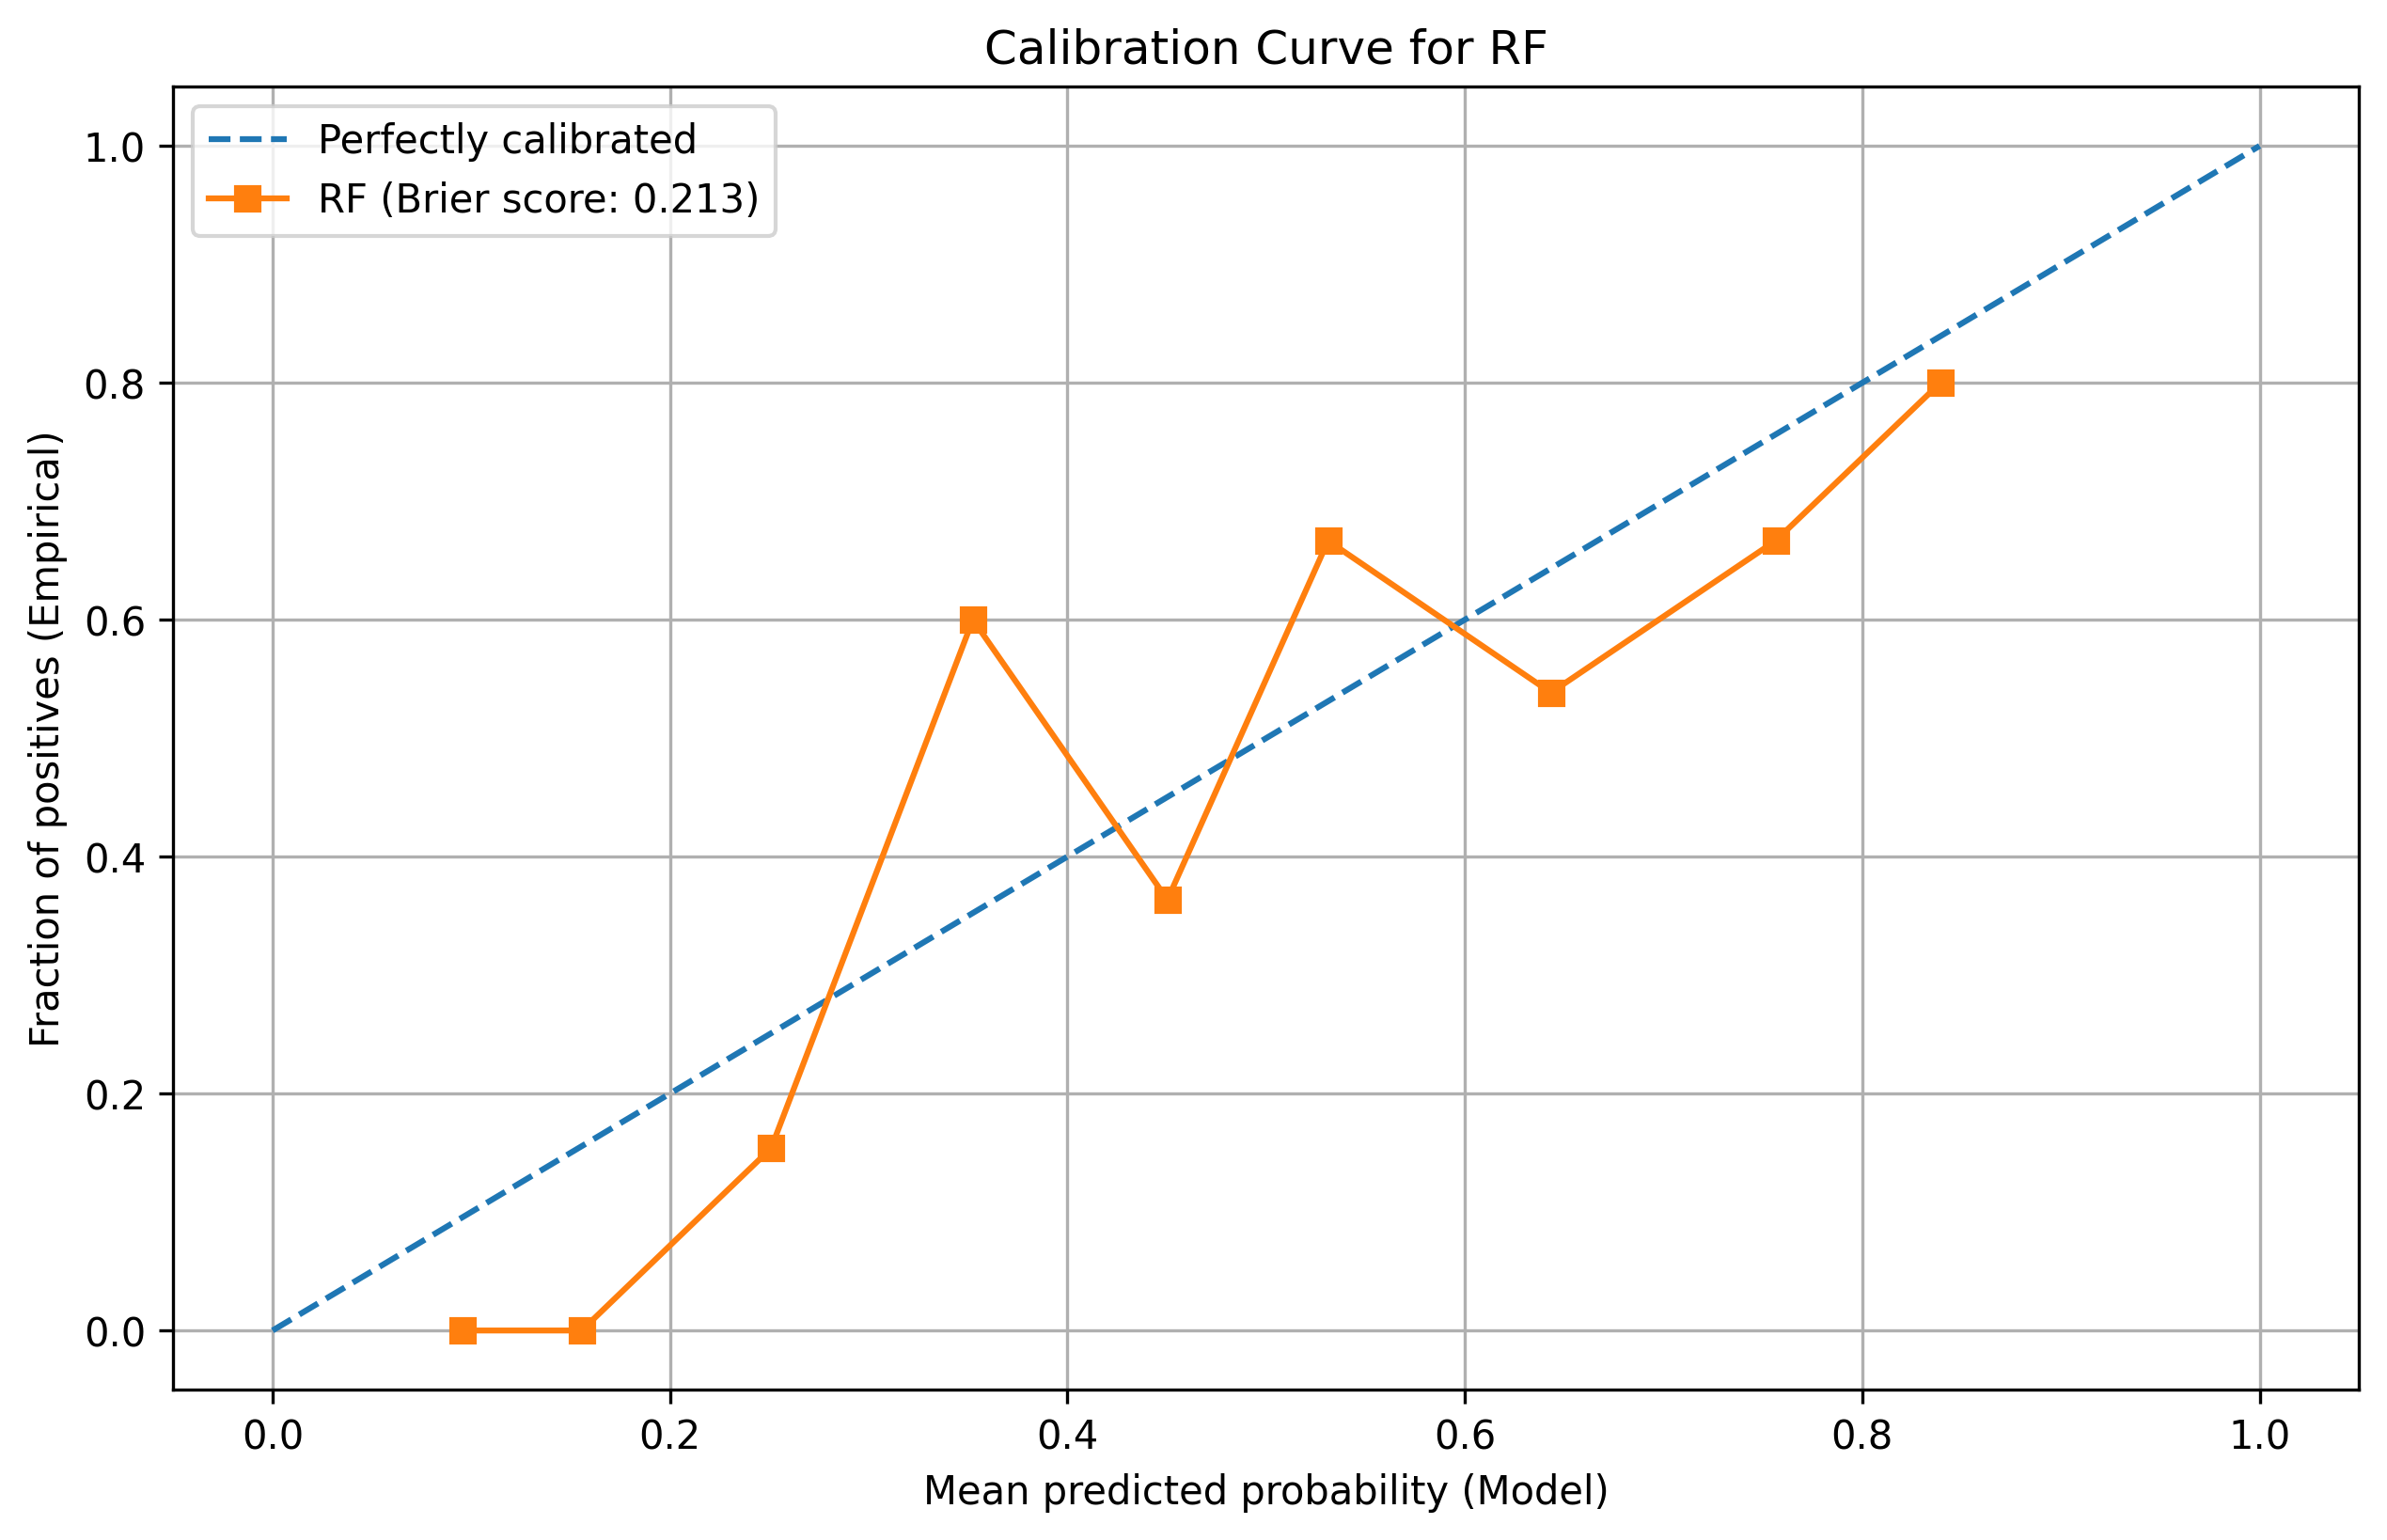 Calibration Curve for RF
Perfectly calibrated
RF (Brier score: 0.213)
1.0
0.8
0.6
0.4
0.2
0.0
Fraction of positives (Empirical)
0.0 0.2 0.4 0.6 0.8 1.0
Mean predicted probability (Model)